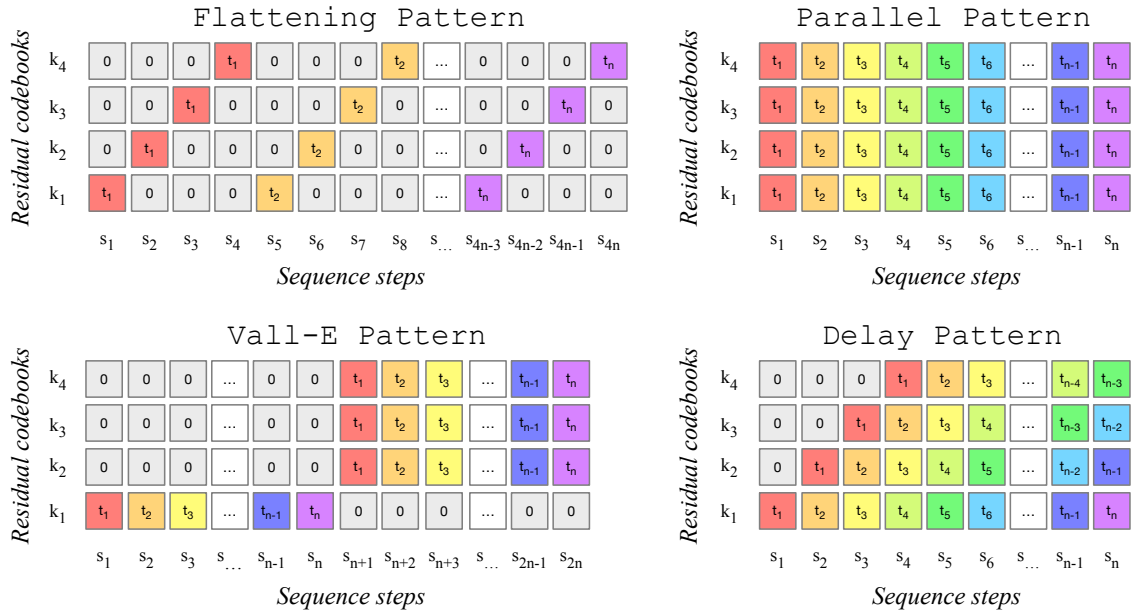 Flattening Pattern
Residual codebooks
k4 0 0 0 t1 0 0 0 t2 ... 0 0 tn
k3 0 0 t1 0 0 0 t2 0 ... 0 tn 0
k2 0 t1 0 0 0 t2 0 0 ... tn 0 0
k1 t1 0 0 0 t2 0 0 0 ... tn 0 0 0
s1 s2 s3 s4 s5 s6 s7 s8 s... s4n-3 s4n-2 s4n-1 s4n
Sequence steps
Parallel Pattern
Residual codebooks
k4 t1 t2 t3 t4 t5 t6 ... tn-1 tn
k3 t1 t2 t3 t4 t5 t6 ... tn-1 tn
k2 t1 t2 t3 t4 t5 t6 ... tn-1 tn
k1 t1 t2 t3 t4 t5 t6 ... tn-1 tn
s1 s2 s3 s4 s5 s6 s... sn-1 sn
Sequence steps
Vall-E Pattern
Residual codebooks
k4 0 0 0 ... 0 0 t1 t2 t3 ... tn-1 tn
k3 0 0 0 ... 0 0 t1 t2 t3 ... tn-1 tn
k2 0 0 0 ... 0 0 t1 t2 t3 ... tn-1 tn
k1 t1 t2 t3 ... tn-1 tn 0 0 0 ... 0 0
s1 s2 s3 s... sn-1 sn sn+1 sn+2 sn+3 s... s2n-1 s2n
Sequence steps
Delay Pattern
Residual codebooks
k4 0 0 0 t1 t2 t3 ... tn-4 tn-3
k3 0 0 t1 t2 t3 t4 ... tn-3 tn-2
k2 0 t1 t2 t3 t4 t5 ... tn-2 tn-1
k1 t1 t2 t3 t4 t5 t6 ... tn-1 tn
s1 s2 s3 s4 s5 s6 s... sn-1 sn
Sequence steps